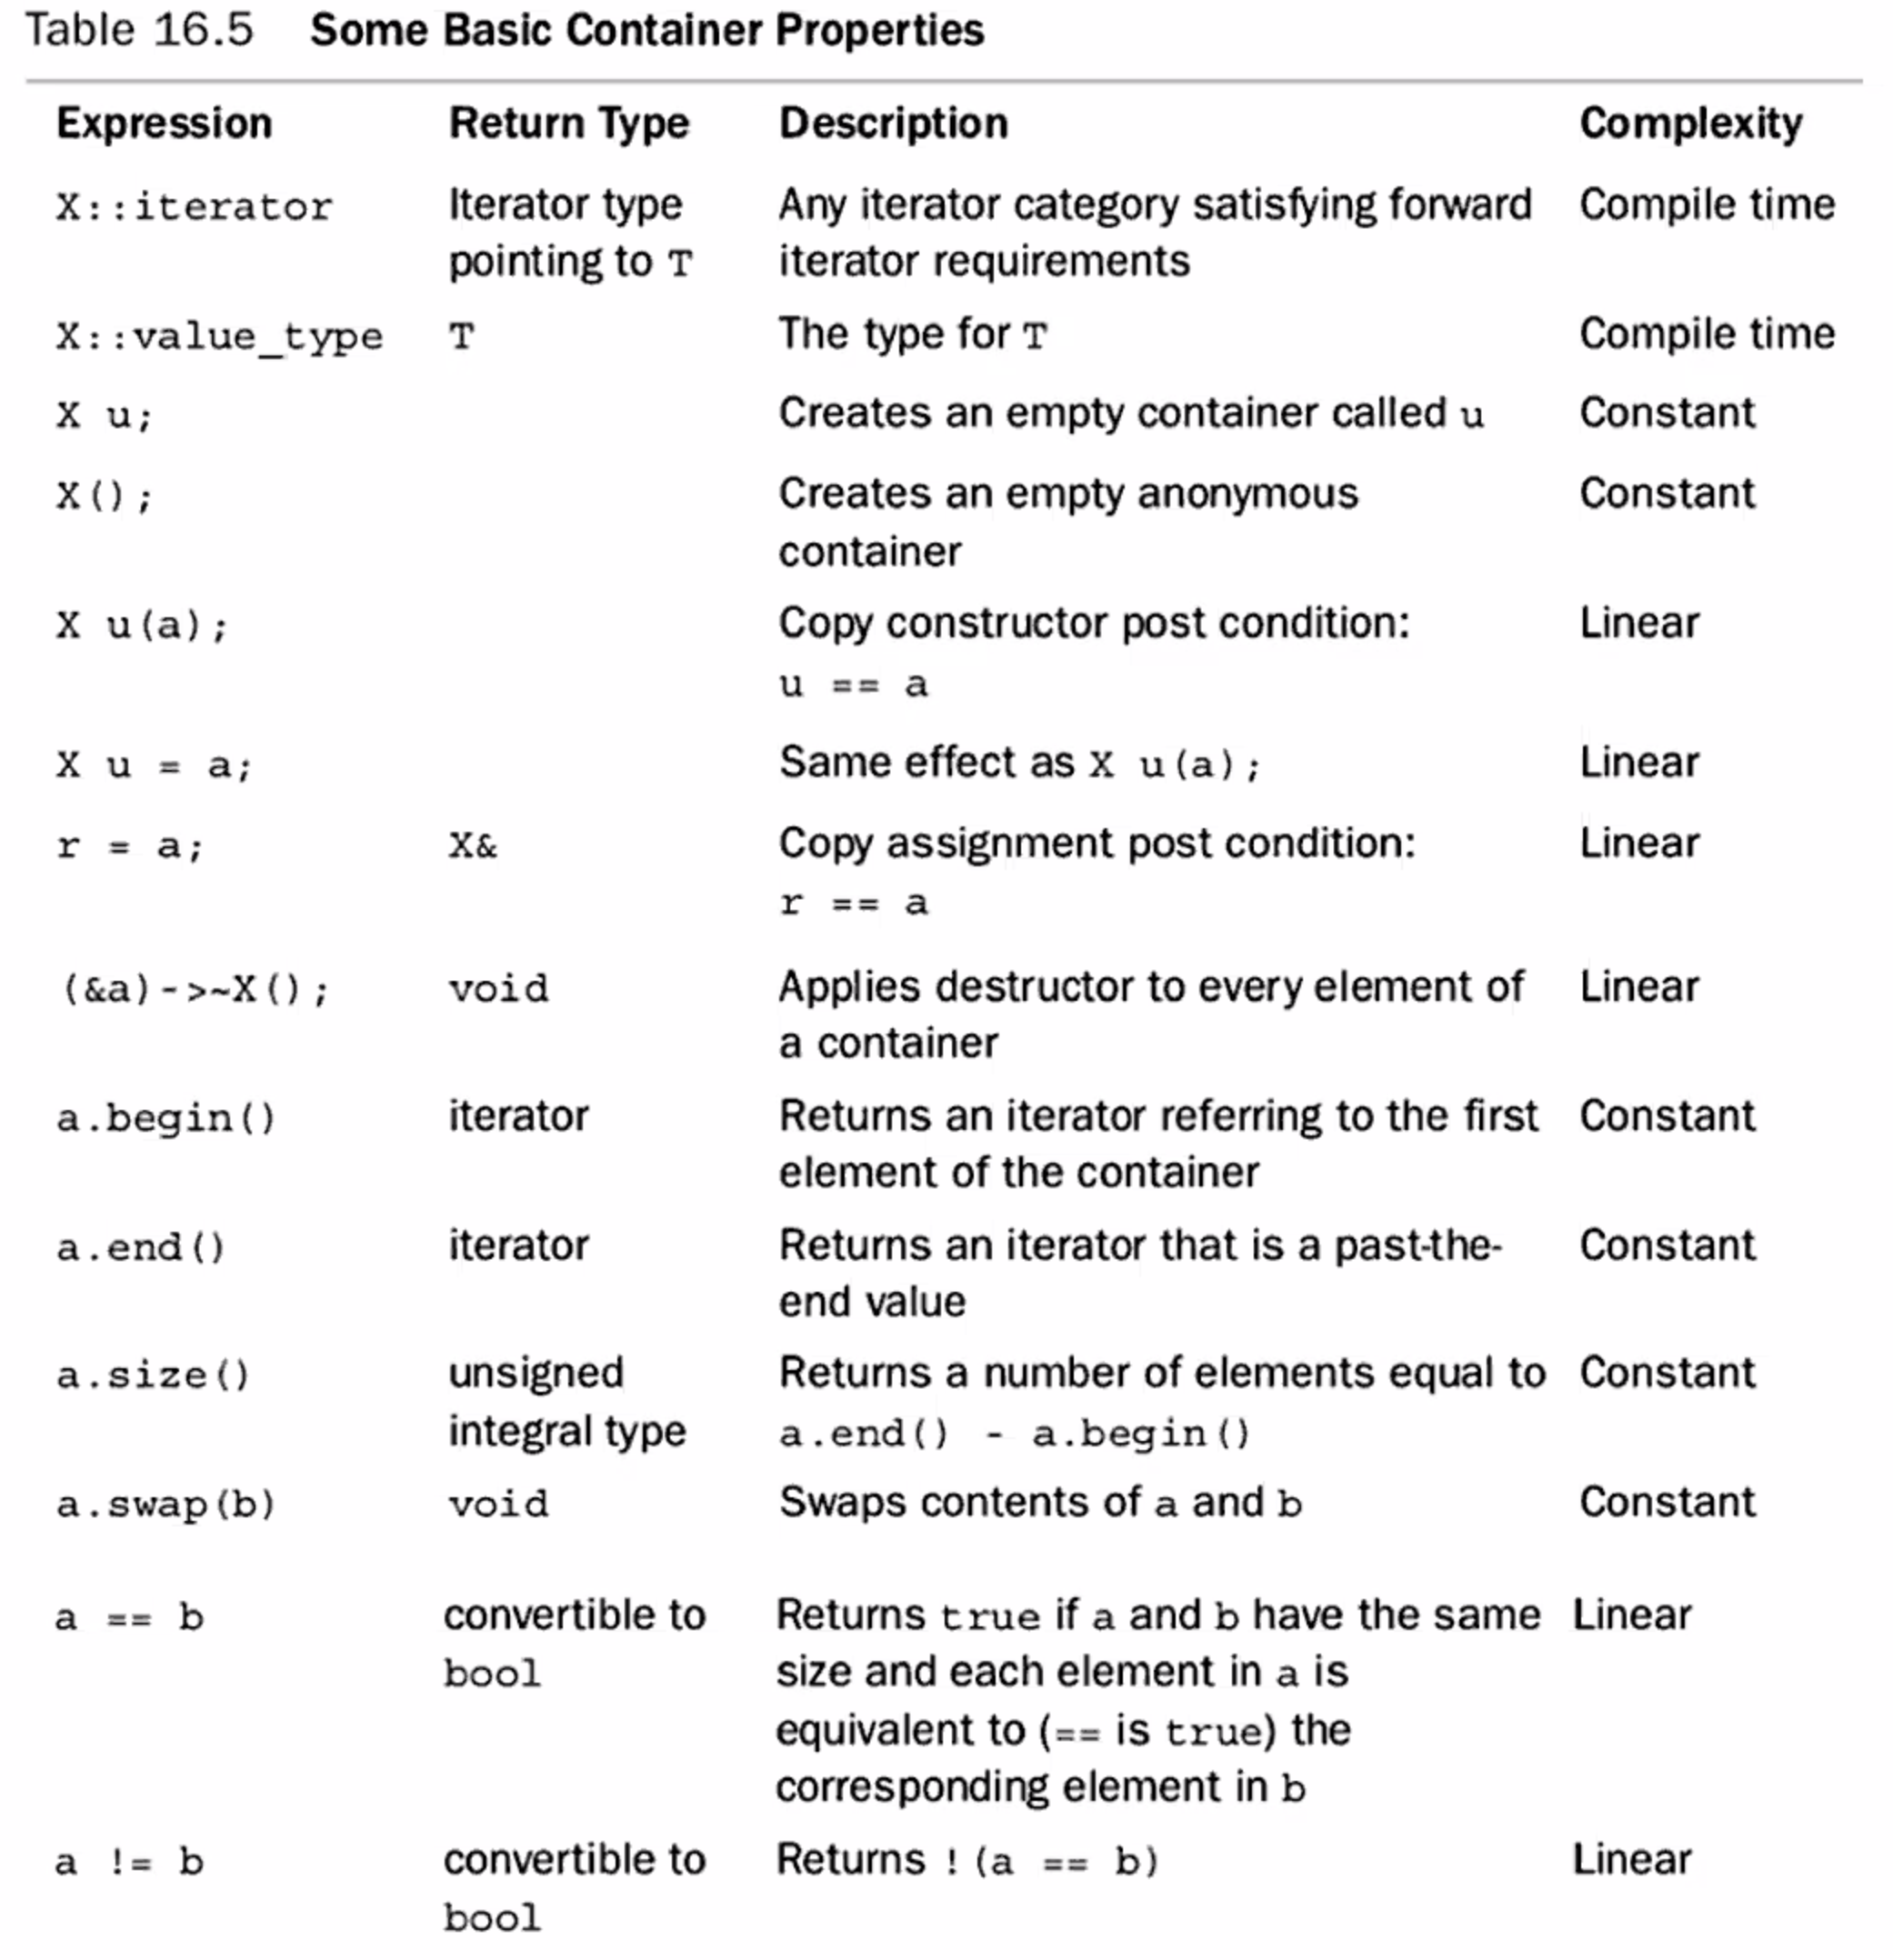 Table 16.5 Some Basic Container Properties
Expression Return Type Description Complexity
X::iterator Iterator type Any iterator category satisfying forward Compile time
pointing to T iterator requirements
X::value_type T The type for T Compile time
X u; Creates an empty container called u Constant
X(); Creates an empty anonymous Constant
container
X u(a); Copy constructor post condition: Linear
u == a
X u = a; Same effect as X u(a); Linear
r = a; X& Copy assignment post condition: Linear
r == a
(&a)->~X(); void Applies destructor to every element of Linear
a container
a.begin() iterator Returns an iterator referring to the first Constant
element of the container
a.end() iterator Returns an iterator that is a past-the- Constant
end value
a.size() unsigned Returns a number of elements equal to Constant
integral type a.end() - a.begin()
a.swap(b) void Swaps contents of a and b Constant
a == b convertible to Returns true if a and b have the same Linear
bool size and each element in a is
equivalent to (== is true) the
corresponding element in b
a != b convertible to Returns !(a == b) Linear
bool